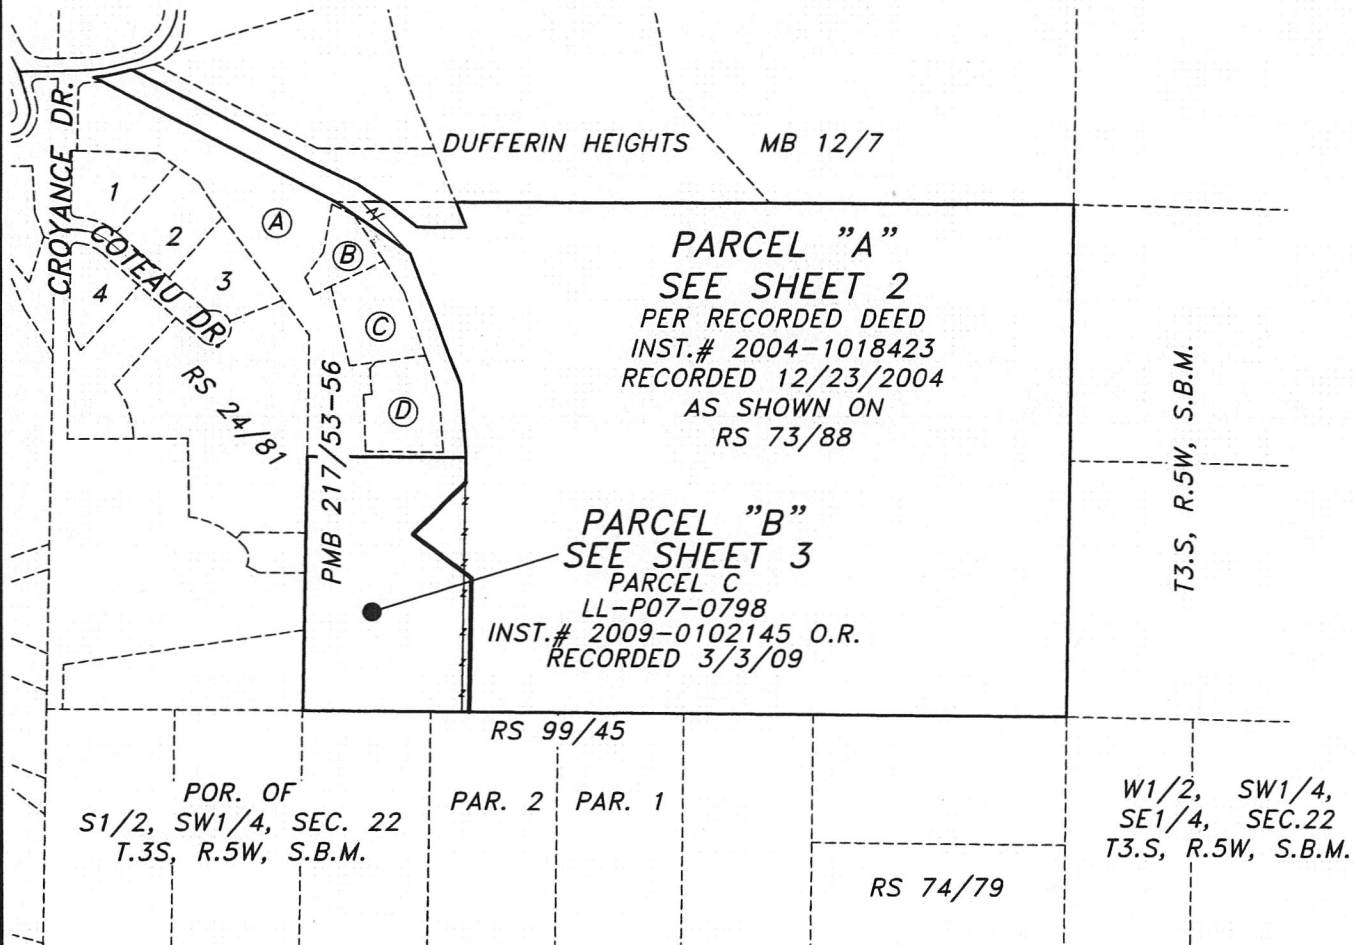 DUFFERIN HEIGHTS MB 12/7
CROYANCE DR.
1
2
3
4
COTEAU DR.
A
B
C
D
RS 24/81
PMB 217/53-56
PARCEL "A"
SEE SHEET 2
PER RECORDED DEED
INST.# 2004-1018423
RECORDED 12/23/2004
AS SHOWN ON
RS 73/88
T3.S, R.5W, S.B.M.
PARCEL "B"
SEE SHEET 3
PARCEL C
LL-P07-0798
INST.# 2009-0102145 O.R.
RECORDED 3/3/09
RS 99/45
POR. OF
S1/2, SW1/4, SEC. 22
T.3S, R.5W, S.B.M.
PAR. 2
PAR. 1
RS 74/79
W1/2, SW1/4,
SE1/4, SEC.22
T3.S, R.5W, S.B.M.